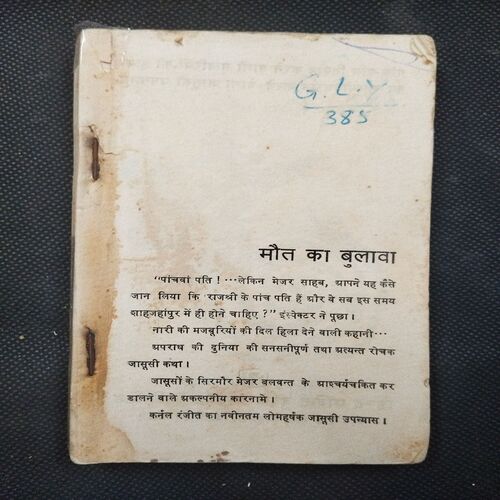 G. L. Y
385
मौत का बुलावा
"पांचवां पति ! ···लेकिन मेजर साहब, आपने यह कैसे
जान लिया कि राजश्री के पांच पति हैं और वे सब इस समय
शाहजहांपुर में ही होने चाहिए ?" इंस्पेक्टर ने पूछा।
नारी की मजबूरियों की दिल हिला देने वाली कहानी···
अपराध की दुनिया की सनसनीपूर्ण तथा अत्यन्त रोचक
जासूसी कथा।
जासूसों के सिरमौर मेजर बलवन्त के आश्चर्यचकित कर
डालने वाले अकल्पनीय कारनामे।
कर्नल रंजीत का नवीनतम लोमहर्षक जासूसी उपन्यास।